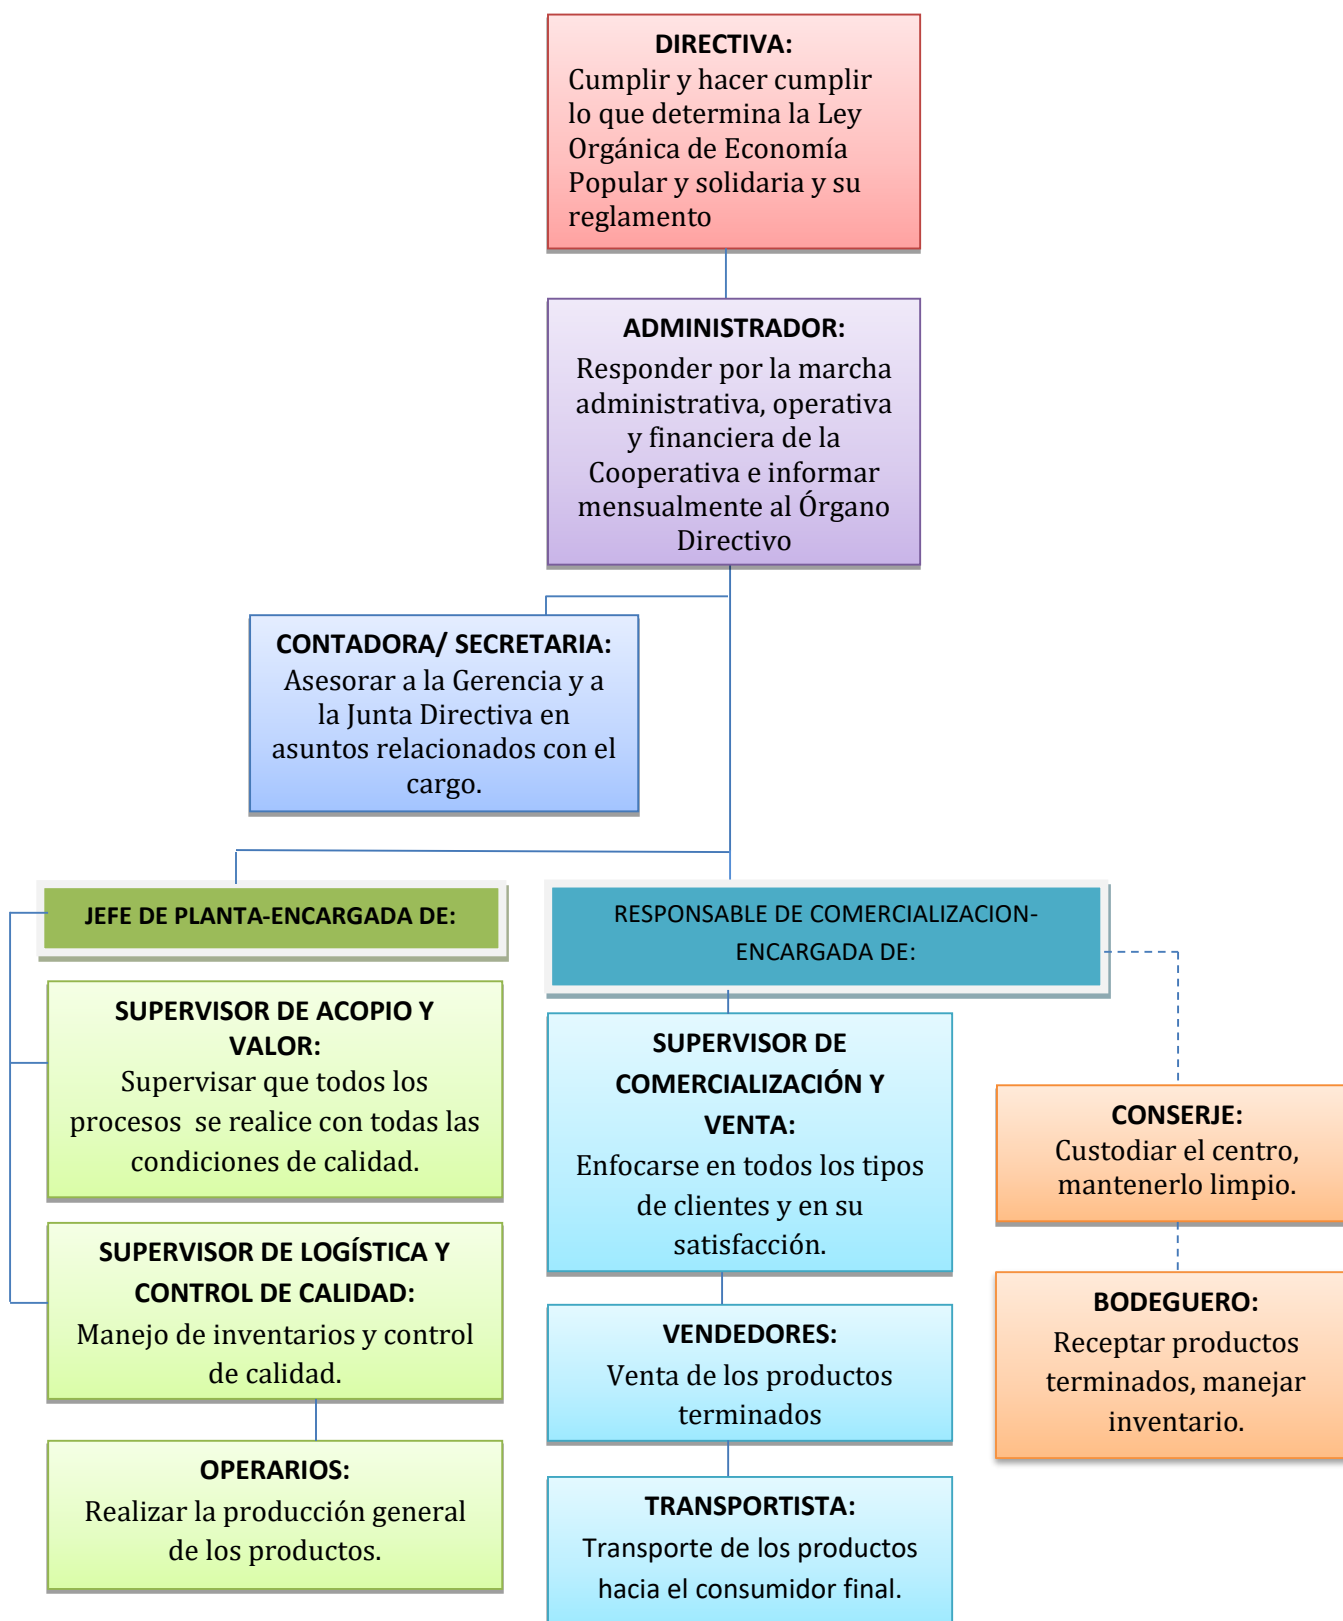 DIRECTIVA:
Cumplir y hacer cumplir
lo que determina la Ley
Orgánica de Economía
Popular y solidaria y su
reglamento
ADMINISTRADOR:
Responder por la marcha
administrativa, operativa
y financiera de la
Cooperativa e informar
mensualmente al Órgano
Directivo
CONTADORA/ SECRETARIA:
Asesorar a la Gerencia y a
la Junta Directiva en
asuntos relacionados con el
cargo.
JEFE DE PLANTA-ENCARGADA DE:
SUPERVISOR DE ACOPIO Y
VALOR:
Supervisar que todos los
procesos  se realice con todas las
condiciones de calidad.
SUPERVISOR DE LOGÍSTICA Y
CONTROL DE CALIDAD:
Manejo de inventarios y control
de calidad.
OPERARIOS:
Realizar la producción general
de los productos.
RESPONSABLE DE COMERCIALIZACION-
ENCARGADA DE:
SUPERVISOR DE
COMERCIALIZACIÓN Y
VENTA:
Enfocarse en todos los tipos
de clientes y en su
satisfacción.
VENDEDORES:
Venta de los productos
terminados
TRANSPORTISTA:
Transporte de los productos
hacia el consumidor final.
CONSERJE:
Custodiar el centro,
mantenerlo limpio.
BODEGUERO:
Receptar productos
terminados, manejar
inventario.